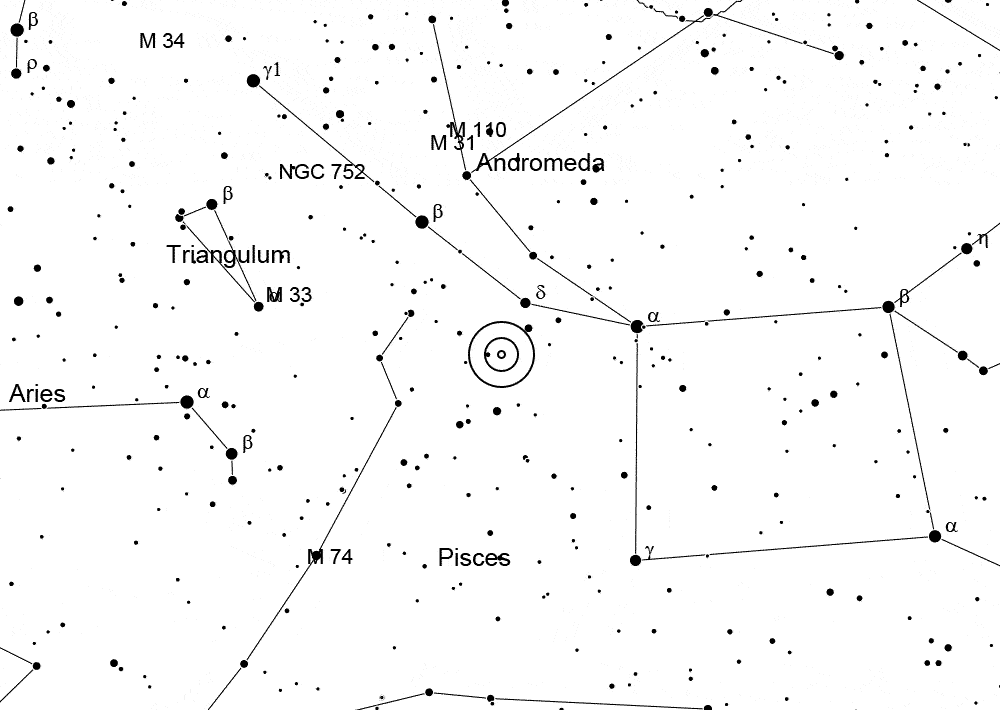 β
ρ
M 34
γ1
M 110
M 31
Andromeda
NGC 752
β
β
Triangulum
η
α M 33
δ
α
β
Aries
α
β
α
γ
M 74
Pisces